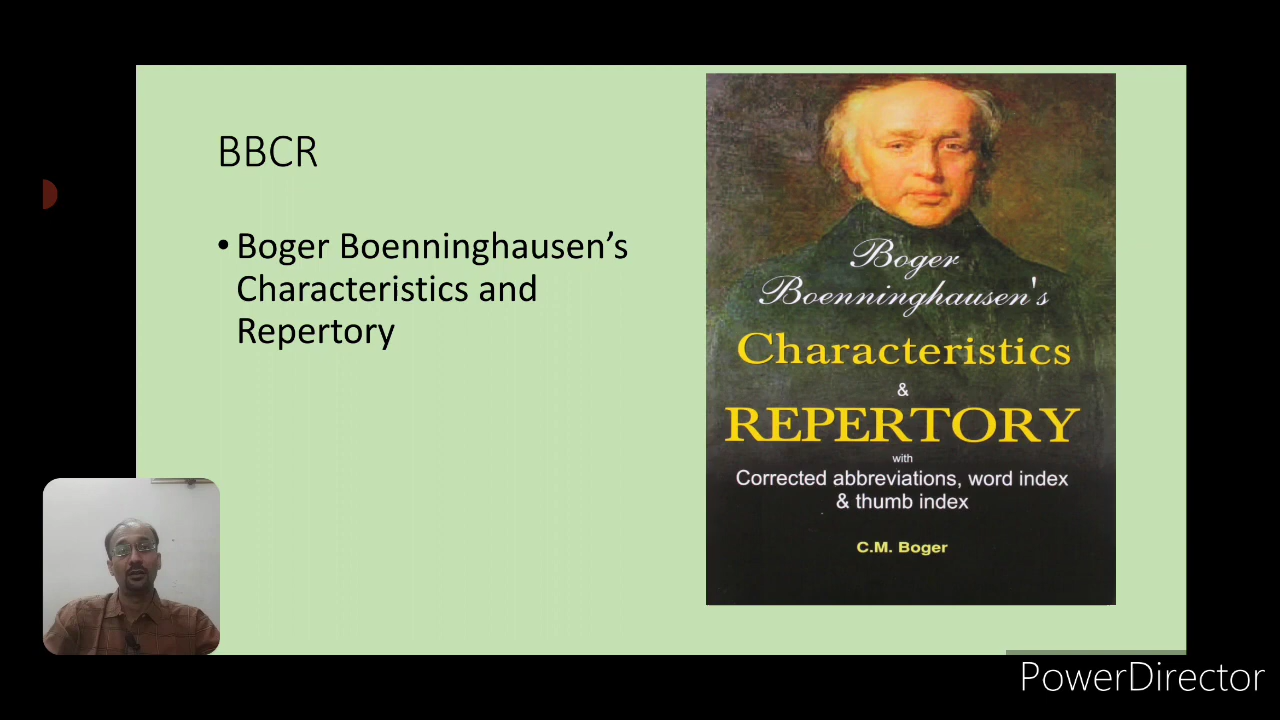 BBCR
• Boger Boenninghausen’s
Characteristics and
Repertory
Boger
Boenninghausen's
Characteristics
&
REPERTORY
with
Corrected abbreviations, word index
& thumb index
C.M. Boger
PowerDirector